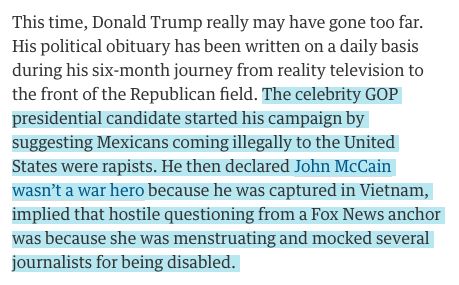 This time, Donald Trump really may have gone too far.
His political obituary has been written on a daily basis
during his six-month journey from reality television to
the front of the Republican field. The celebrity GOP
presidential candidate started his campaign by
suggesting Mexicans coming illegally to the United
States were rapists. He then declared John McCain
wasn’t a war hero because he was captured in Vietnam,
implied that hostile questioning from a Fox News anchor
was because she was menstruating and mocked several
journalists for being disabled.